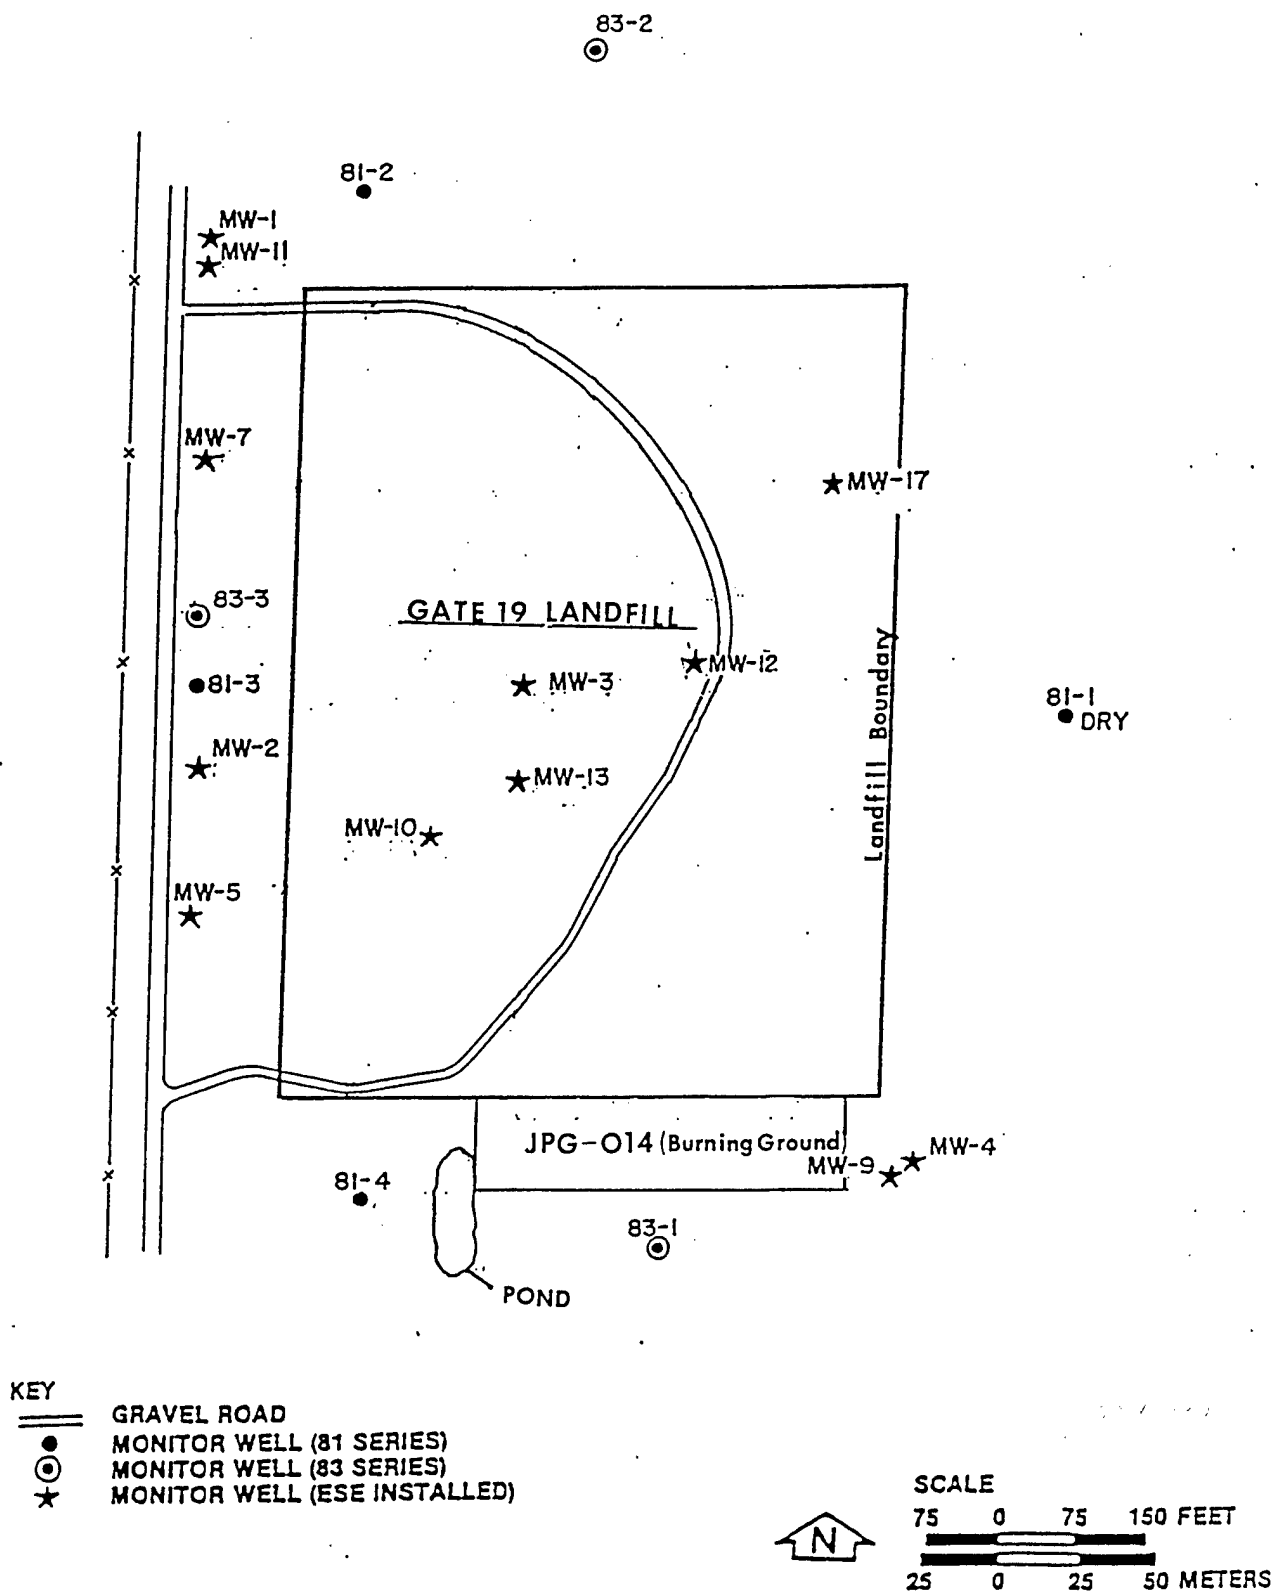 83-2
81-2
MW-1
MW-11
MW-7
MW-17
83-3
GATE 19 LANDFILL
MW-12
81-3
MW-3
81-1
DRY
MW-2
MW-13
Landfill Boundary
MW-10
MW-5
JPG-014 (Burning Ground)
MW-4
MW-9
81-4
83-1
POND
KEY
GRAVEL ROAD
MONITOR WELL (81 SERIES)
MONITOR WELL (83 SERIES)
MONITOR WELL (ESE INSTALLED)
N
SCALE
75 0 75 150 FEET
25 0 25 50 METERS